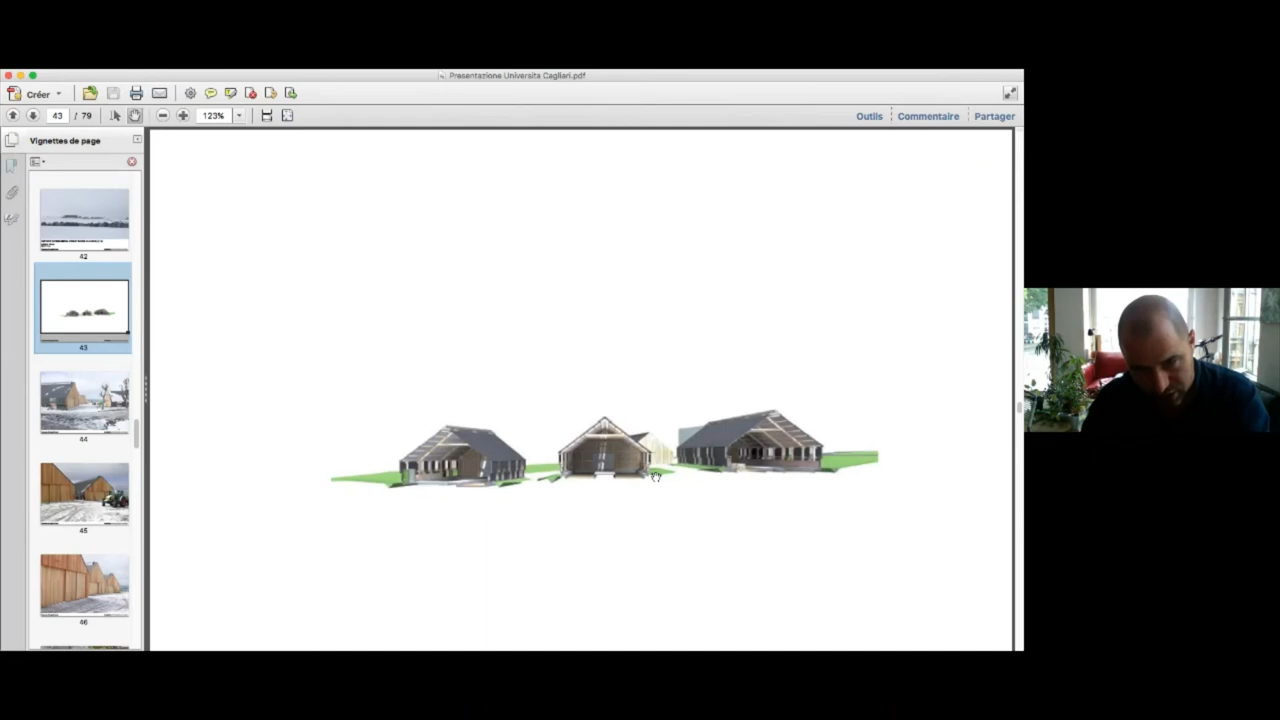 Presentazione Universita Cagliari.pdf
Créer
43 / 79
123%
Outils
Commentaire
Partager
Vignettes de page
42
43
44
45
46